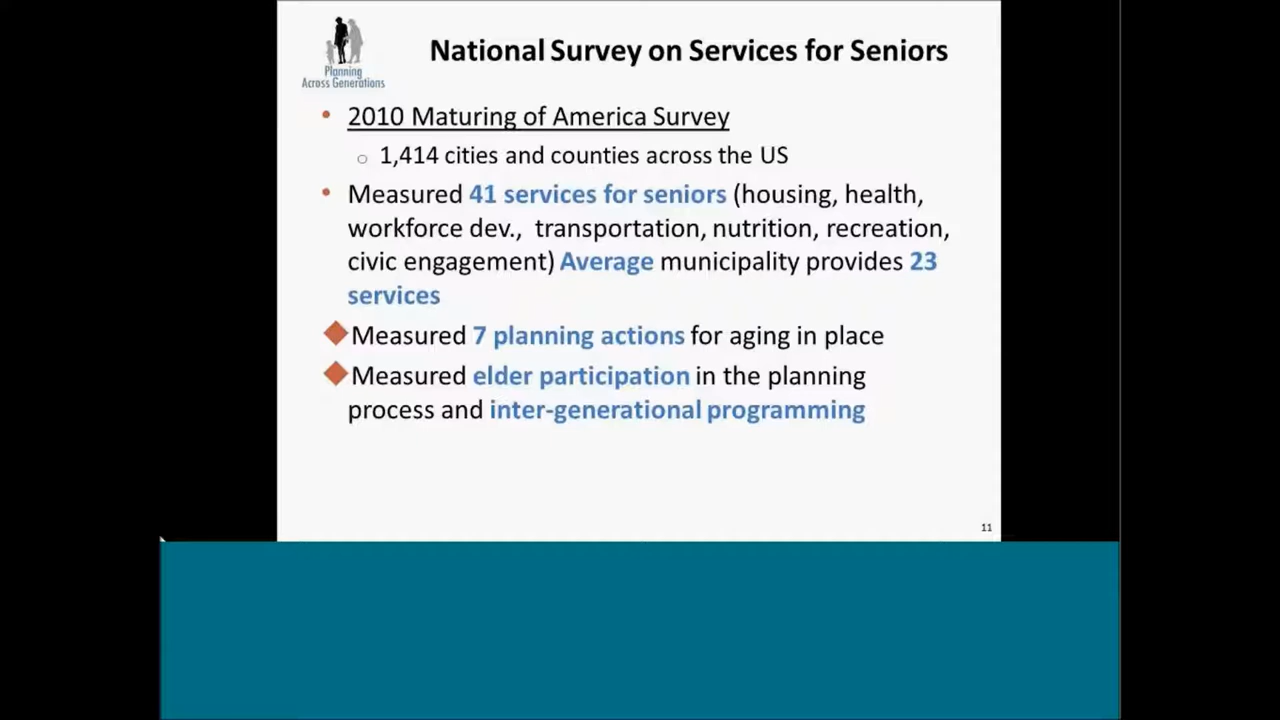 Planning
Across Generations
National Survey on Services for Seniors
• 2010 Maturing of America Survey
o 1,414 cities and counties across the US
• Measured 41 services for seniors (housing, health,
workforce dev., transportation, nutrition, recreation,
civic engagement) Average municipality provides 23
services
◆Measured 7 planning actions for aging in place
◆Measured elder participation in the planning
process and inter-generational programming
11